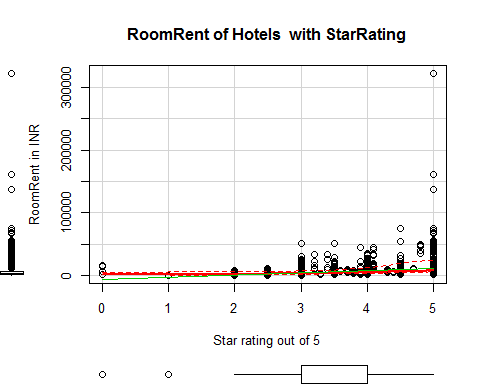 RoomRent of Hotels with StarRating
RoomRent in INR
300000
200000
100000
0
0 1 2 3 4 5
Star rating out of 5